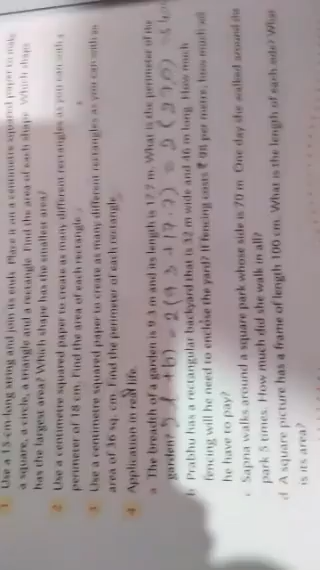 1 Use a 15 cm long string and join its ends. Place it on a centimetre squared paper to make
a square, a circle, a triangle and a rectangle. Find the area of each shape. Which shape
has the largest area? Which shape has the smallest area?
2 Use a centimetre squared paper to create as many different rectangles as you can with a
perimeter of 18 cm. Find the area of each rectangle.
3 Use a centimetre squared paper to create as many different rectangles as you can with an
area of 36 sq. cm. Find the perimeter of each rectangle.
4 Application in real life.
a The breadth of a garden is 9.3 m and its length is 17.7 m. What is the perimeter of the
garden?
b Prabhu has a rectangular backyard that is 32 m wide and 46 m long. How much
fencing will he need to enclose the yard? If fencing costs ₹ 98 per metre, how much will
he have to pay?
c Sapna walks around a square park whose side is 70 m. One day she walked around the
park 5 times. How much did she walk in all?
d A square picture has a frame of length 100 cm. What is the length of each side? What
is its area?